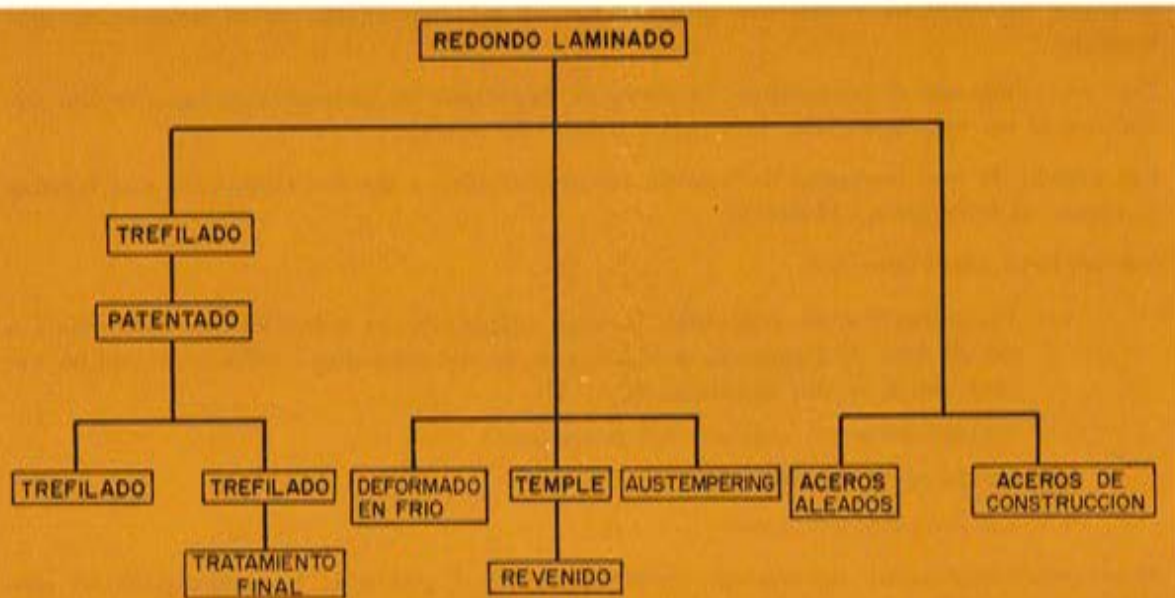 REDONDO LAMINADO
TREFILADO
PATENTADO
TREFILADO
TREFILADO
DEFORMADO
EN FRIO
TEMPLE
AUSTEMPERING
ACEROS
ALEADOS
ACEROS DE
CONSTRUCCION
TRATAMIENTO
FINAL
REVENIDO